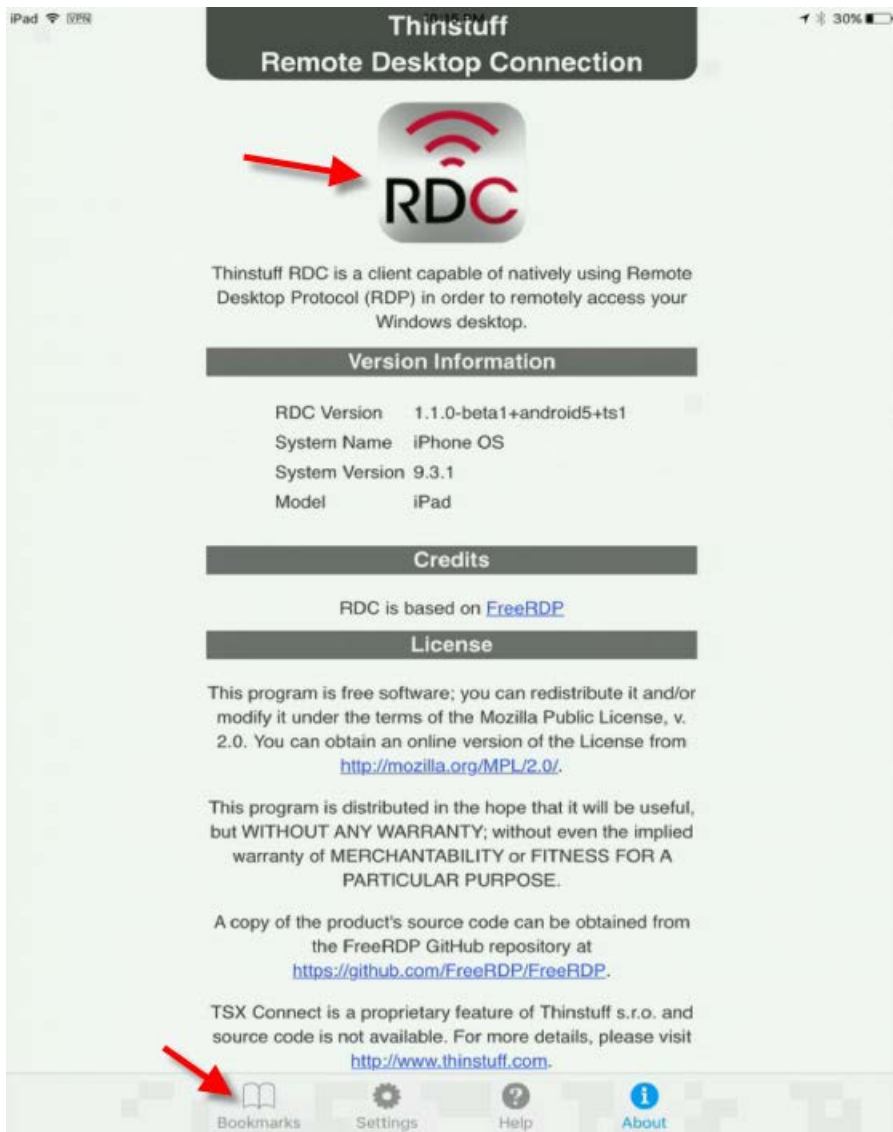 iPad VPN 30%
Thinstuff
Remote Desktop Connection
RDC
Thinstuff RDC is a client capable of natively using Remote
Desktop Protocol (RDP) in order to remotely access your
Windows desktop.
Version Information
RDC Version 1.1.0-beta1+android5+ts1
System Name iPhone OS
System Version 9.3.1
Model iPad
Credits
RDC is based on FreeRDP
License
This program is free software; you can redistribute it and/or
modify it under the terms of the Mozilla Public License, v.
2.0. You can obtain an online version of the License from
http://mozilla.org/MPL/2.0/.
This program is distributed in the hope that it will be useful,
but WITHOUT ANY WARRANTY; without even the implied
warranty of MERCHANTABILITY or FITNESS FOR A
PARTICULAR PURPOSE.
A copy of the product's source code can be obtained from
the FreeRDP GitHub repository at
https://github.com/FreeRDP/FreeRDP.
TSX Connect is a proprietary feature of Thinstuff s.r.o. and
source code is not available. For more details, please visit
http://www.thinstuff.com.
Bookmarks Settings Help About